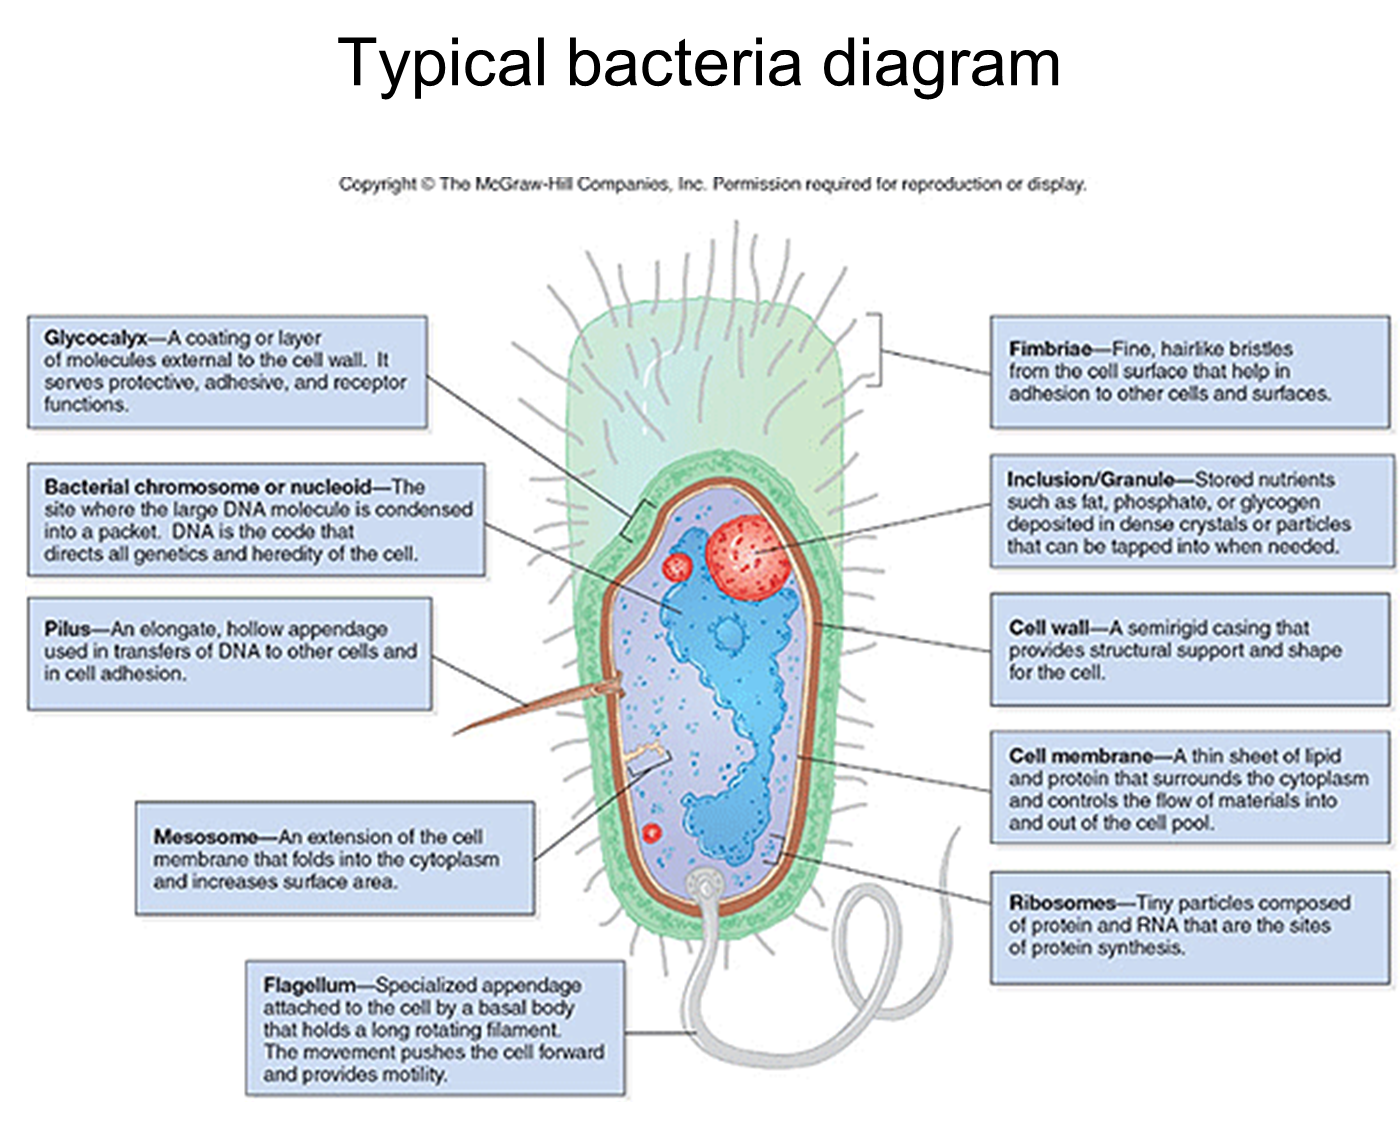 Typical bacteria diagram
Copyright © The McGraw-Hill Companies, Inc. Permission required for reproduction or display.
Glycocalyx—A coating or layer
of molecules external to the cell wall. It
serves protective, adhesive, and receptor
functions.
Bacterial chromosome or nucleoid—The
site where the large DNA molecule is condensed
into a packet. DNA is the code that
directs all genetics and heredity of the cell.
Pilus—An elongate, hollow appendage
used in transfers of DNA to other cells and
in cell adhesion.
Mesosome—An extension of the cell
membrane that folds into the cytoplasm
and increases surface area.
Flagellum—Specialized appendage
attached to the cell by a basal body
that holds a long rotating filament.
The movement pushes the cell forward
and provides motility.
Fimbriae—Fine, hairlike bristles
from the cell surface that help in
adhesion to other cells and surfaces.
Inclusion/Granule—Stored nutrients
such as fat, phosphate, or glycogen
deposited in dense crystals or particles
that can be tapped into when needed.
Cell wall—A semirigid casing that
provides structural support and shape
for the cell.
Cell membrane—A thin sheet of lipid
and protein that surrounds the cytoplasm
and controls the flow of materials into
and out of the cell pool.
Ribosomes—Tiny particles composed
of protein and RNA that are the sites
of protein synthesis.